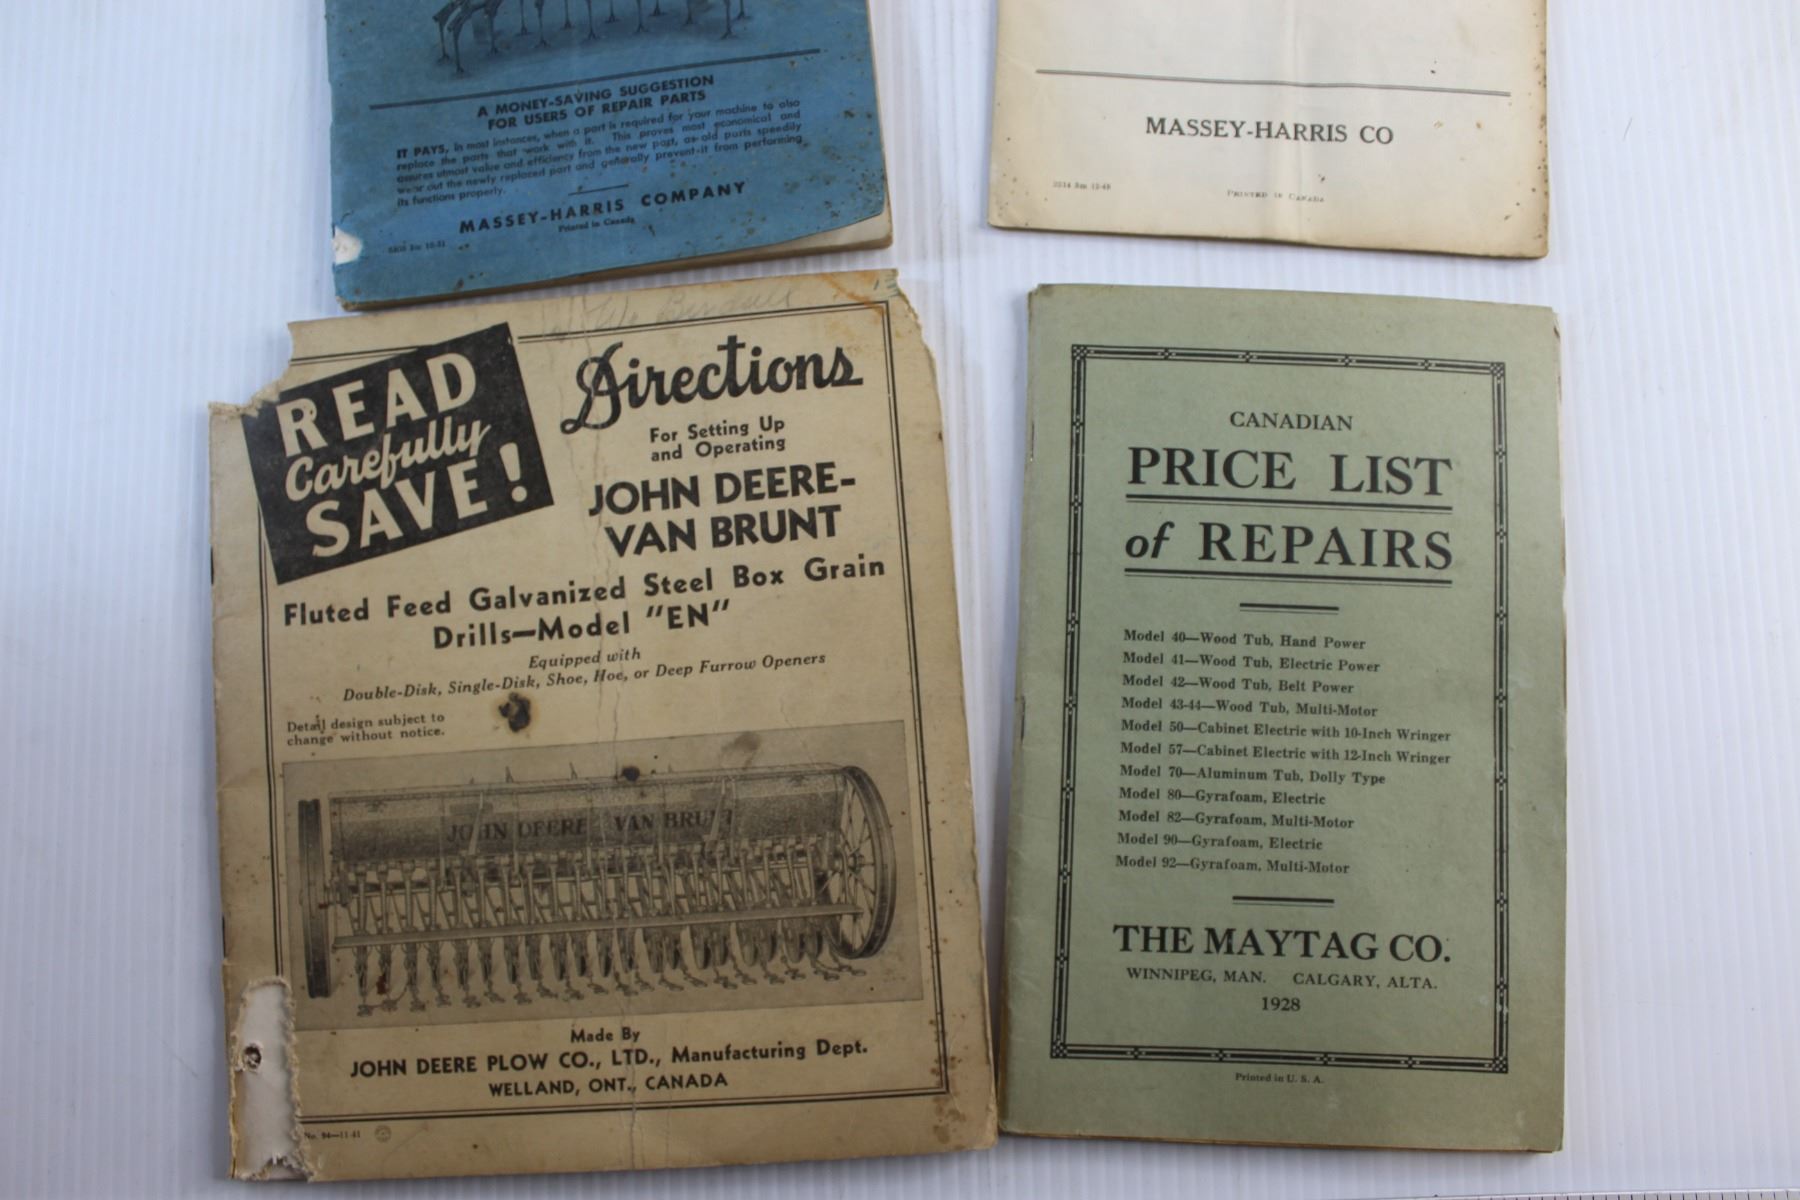 A MONEY-SAVING SUGGESTION
FOR USERS OF REPAIR PARTS
IT PAYS, in most instances, when a part is required for your machine to also
replace the parts that work with it. This proves most economical and
assures utmost value and efficiency from the new part, as old parts speedily
wear out the newly replaced part and generally prevent it from performing
its functions properly.
MASSEY-HARRIS COMPANY
Printed in Canada
MASSEY-HARRIS CO
PRINTED IN CANADA
READ
Carefully
SAVE!
Directions
For Setting Up
and Operating
JOHN DEERE-
VAN BRUNT
Fluted Feed Galvanized Steel Box Grain
Drills—Model "EN"
Equipped with
Double-Disk, Single-Disk, Shoe, Hoe, or Deep Furrow Openers
Detail design subject to
change without notice.
JOHN DEERE VAN BRUNT
Made By
JOHN DEERE PLOW CO., LTD., Manufacturing Dept.
WELLAND, ONT., CANADA
No. 94—11-41
CANADIAN
PRICE LIST
of REPAIRS
Model 40—Wood Tub, Hand Power
Model 41—Wood Tub, Electric Power
Model 42—Wood Tub, Belt Power
Model 43-44—Wood Tub, Multi-Motor
Model 50—Cabinet Electric with 10-Inch Wringer
Model 57—Cabinet Electric with 12-Inch Wringer
Model 70—Aluminum Tub, Dolly Type
Model 80—Gyrafoam, Electric
Model 82—Gyrafoam, Multi-Motor
Model 90—Gyrafoam, Electric
Model 92—Gyrafoam, Multi-Motor
THE MAYTAG CO.
WINNIPEG, MAN. CALGARY, ALTA.
1928
Printed in U. S. A.